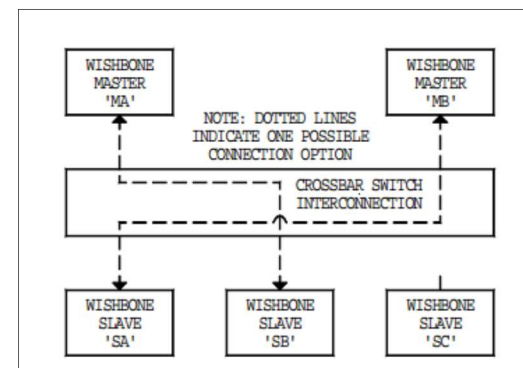 WISHBONE
MASTER
'MA'
WISHBONE
MASTER
'MB'
NOTE: DOTTED LINES
INDICATE ONE POSSIBLE
CONNECTION OPTION
CROSSBAR SWITCH
INTERCONNECTION
WISHBONE
SLAVE
'SA'
WISHBONE
SLAVE
'SB'
WISHBONE
SLAVE
'SC'